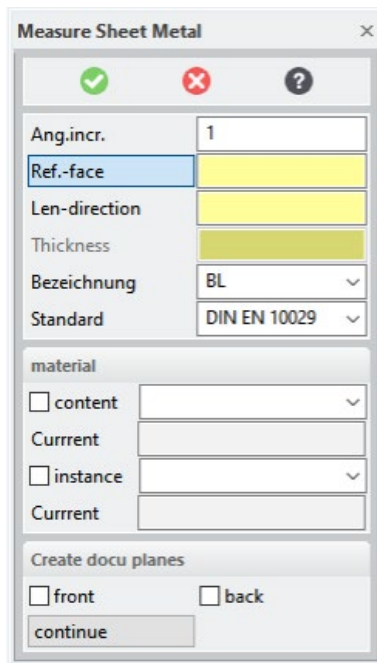 Measure Sheet Metal
Ang.incr. 1
Ref.-face
Len-direction
Thickness
Bezeichnung BL
Standard DIN EN 10029
material
content
Currrent
instance
Currrent
Create docu planes
front back
continue